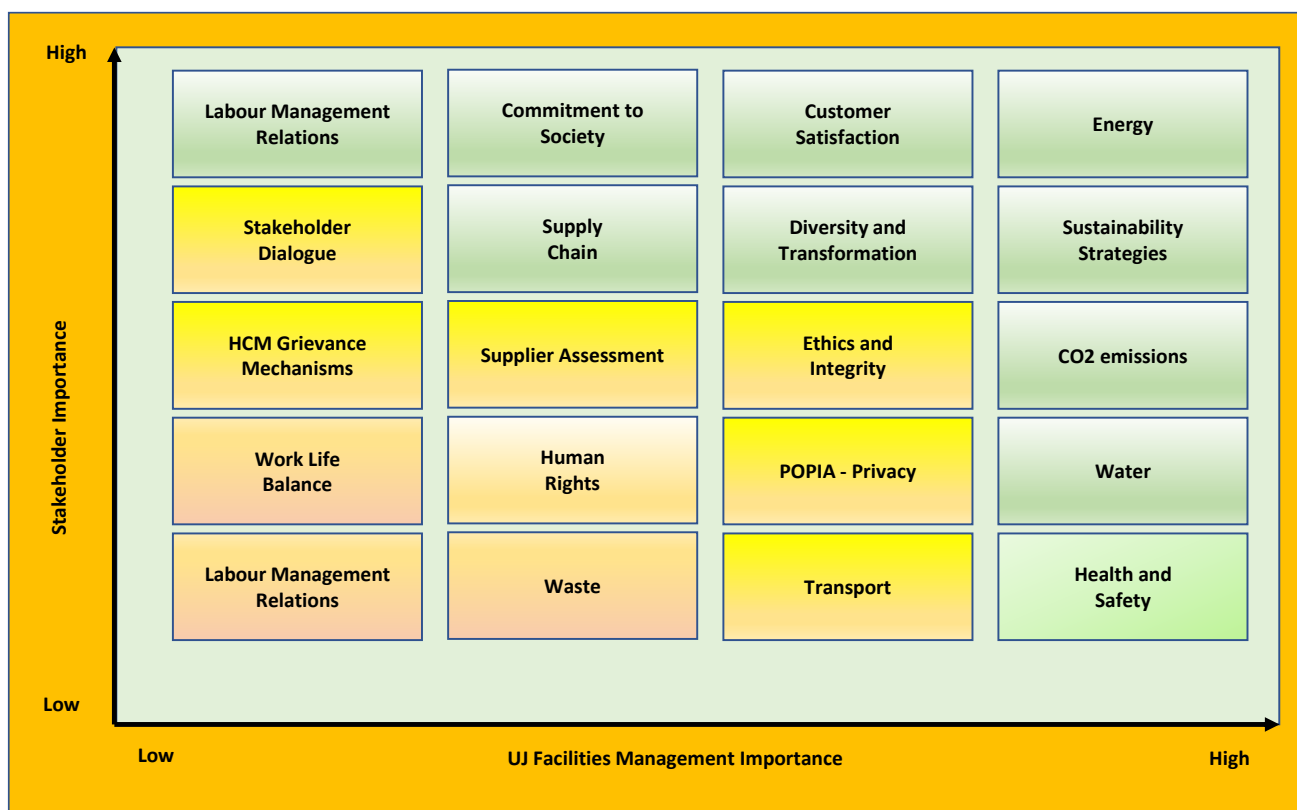 High
Labour Management
Relations
Commitment to
Society
Customer
Satisfaction
Energy
Stakeholder
Dialogue
Supply
Chain
Diversity and
Transformation
Sustainability
Strategies
HCM Grievance
Mechanisms
Supplier Assessment
Ethics and
Integrity
CO2 emissions
Work Life
Balance
Human
Rights
POPIA - Privacy
Water
Labour Management
Relations
Waste
Transport
Health and
Safety
Stakeholder Importance
Low
Low
UJ Facilities Management Importance
High